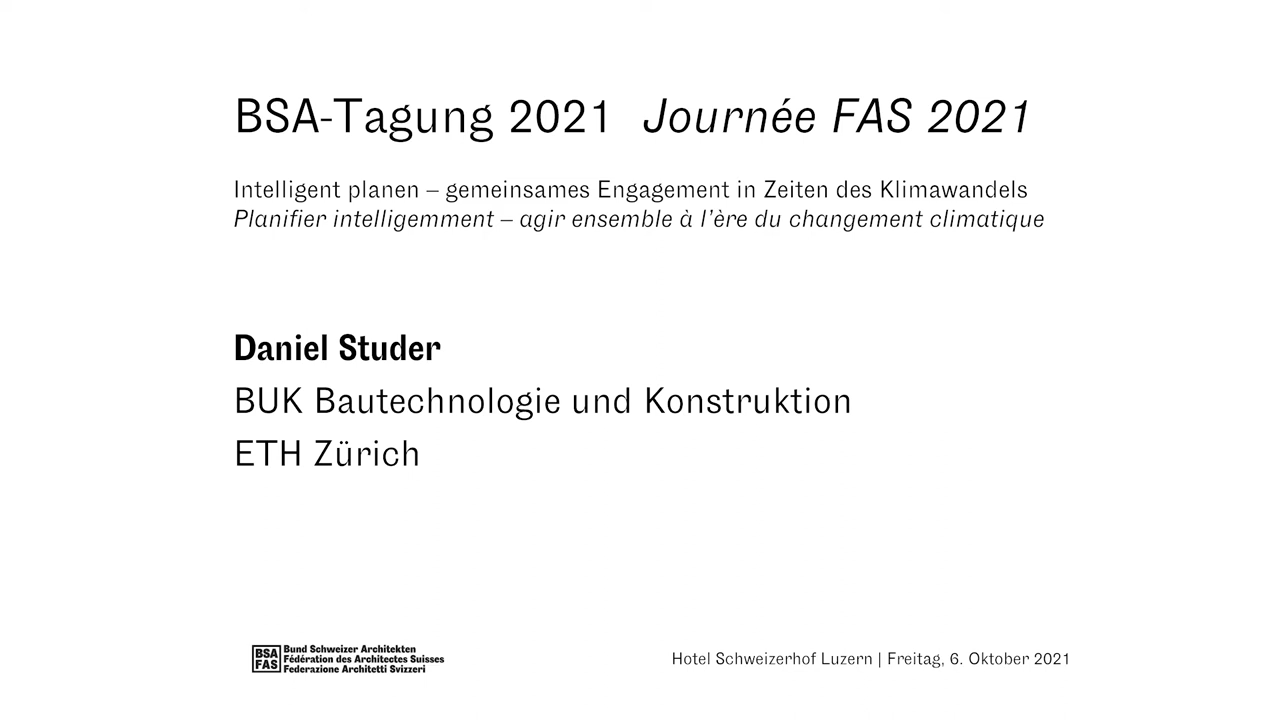 BSA-Tagung 2021 Journée FAS 2021
Intelligent planen – gemeinsames Engagement in Zeiten des Klimawandels
Planifier intelligemment – agir ensemble à l’ère du changement climatique
Daniel Studer
BUK Bautechnologie und Konstruktion
ETH Zürich
BSA
FAS
Bund Schweizer Architekten
Fédération des Architectes Suisses
Federazione Architetti Svizzeri
Hotel Schweizerhof Luzern | Freitag, 6. Oktober 2021